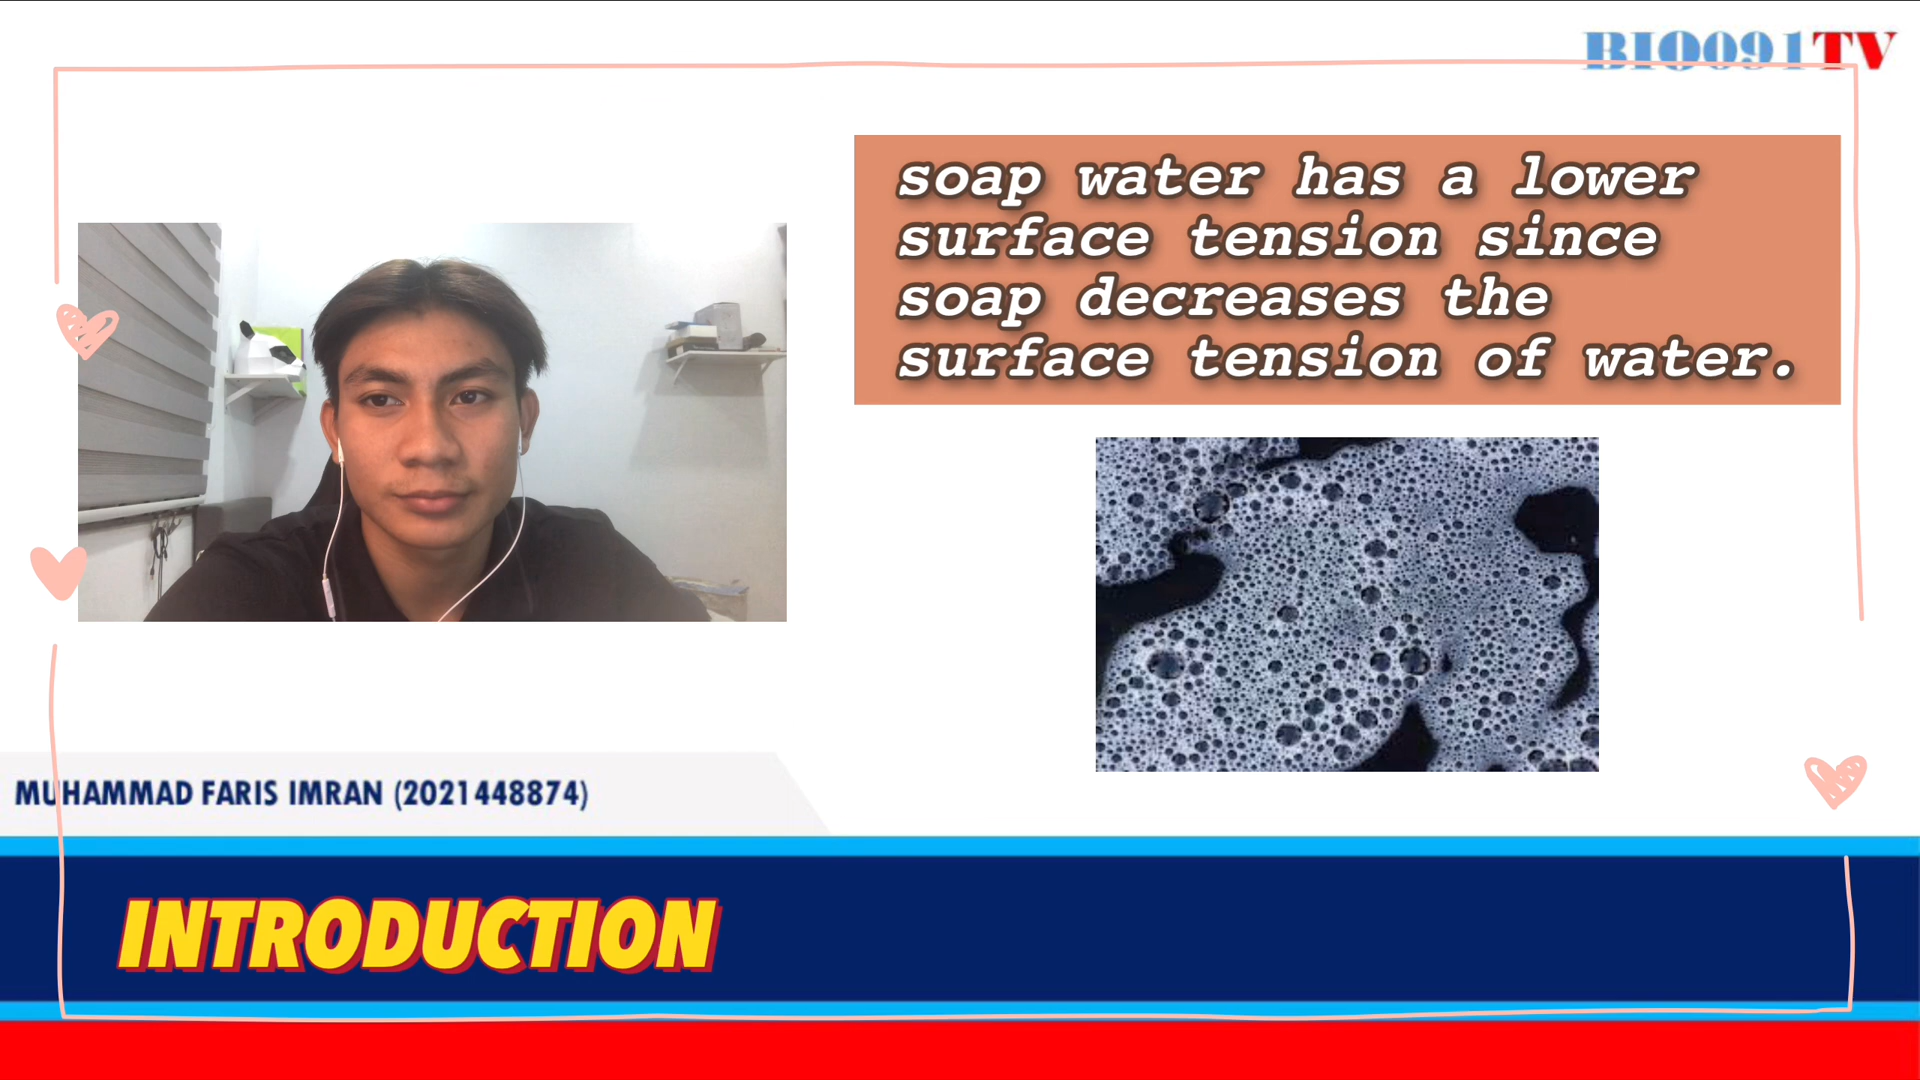 BIO091TV
soap water has a lower
surface tension since
soap decreases the
surface tension of water.
MUHAMMAD FARIS IMRAN (2021448874)
INTRODUCTION